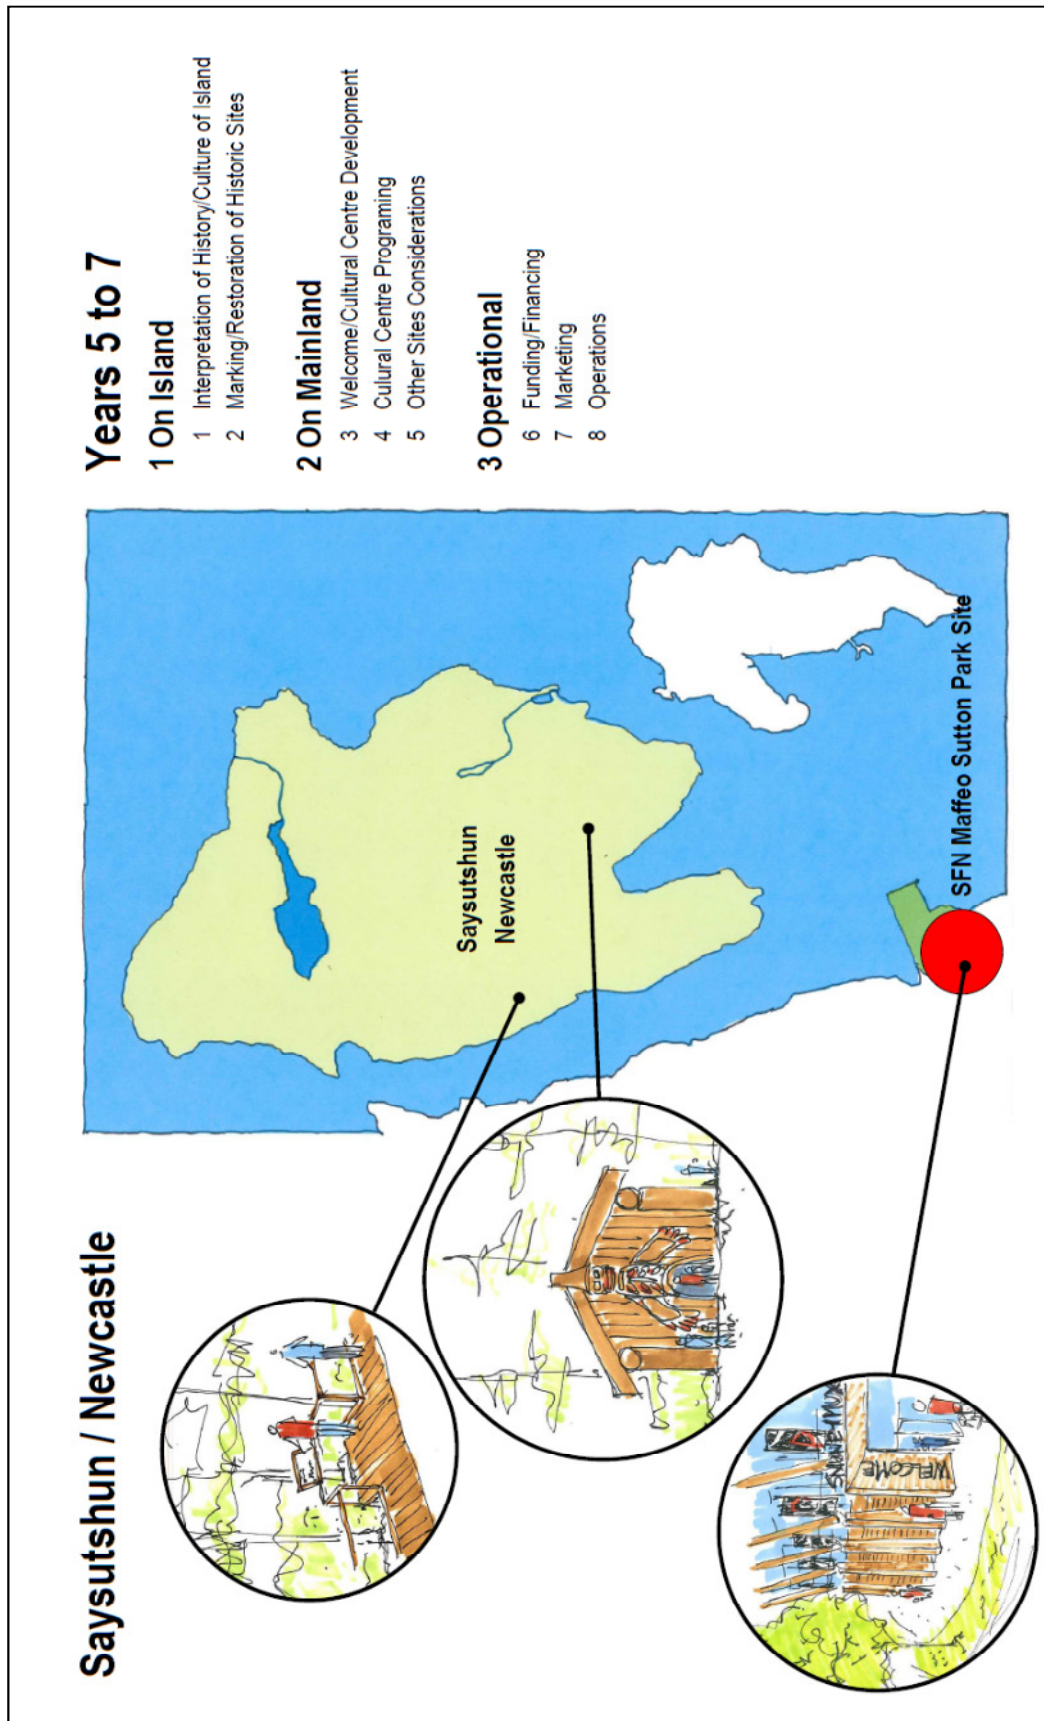 Saysutshun / Newcastle
Years 5 to 7
1 On Island
1 Interpretation of History/Culture of Island
2 Marking/Restoration of Historic Sites
2 On Mainland
3 Welcome/Cultural Centre Development
4 Culural Centre Programing
5 Other Sites Considerations
3 Operational
6 Funding/Financing
7 Marketing
8 Operations
Saysutshun
Newcastle
SFN Maffeo Sutton Park Site
WELCOME